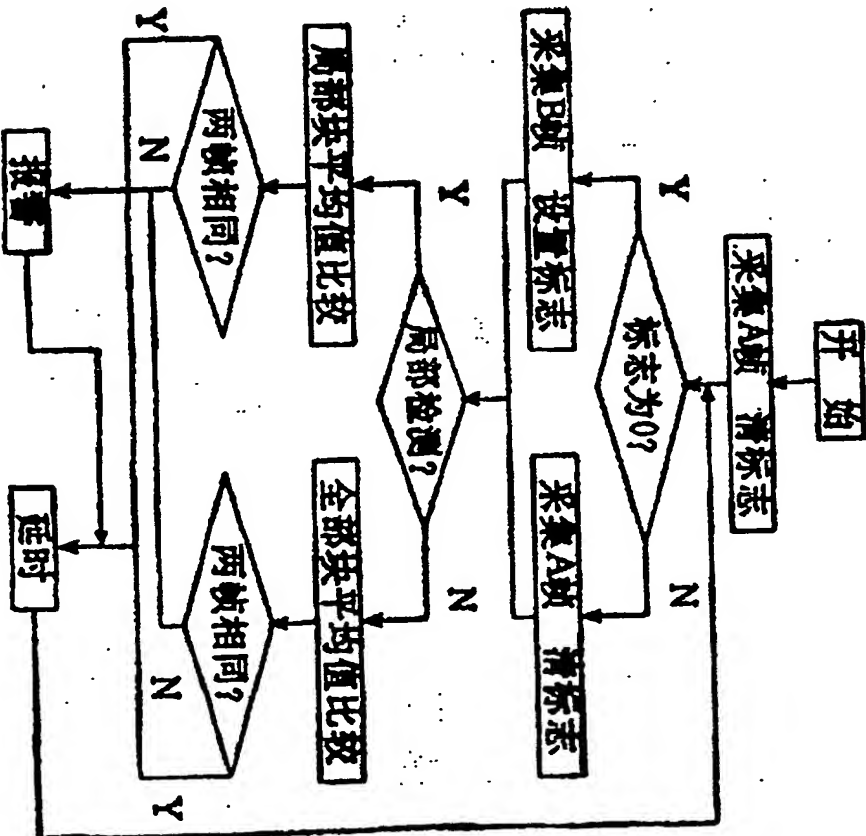 开始
采集A帧 清标志
标志为0?
Y
N
采集B帧 设置标志
采集A帧 清标志
局部检测?
Y
N
局部块平均值比较
全部块平均值比较
两帧相同?
两帧相同?
Y
N
N
Y
报警
延时